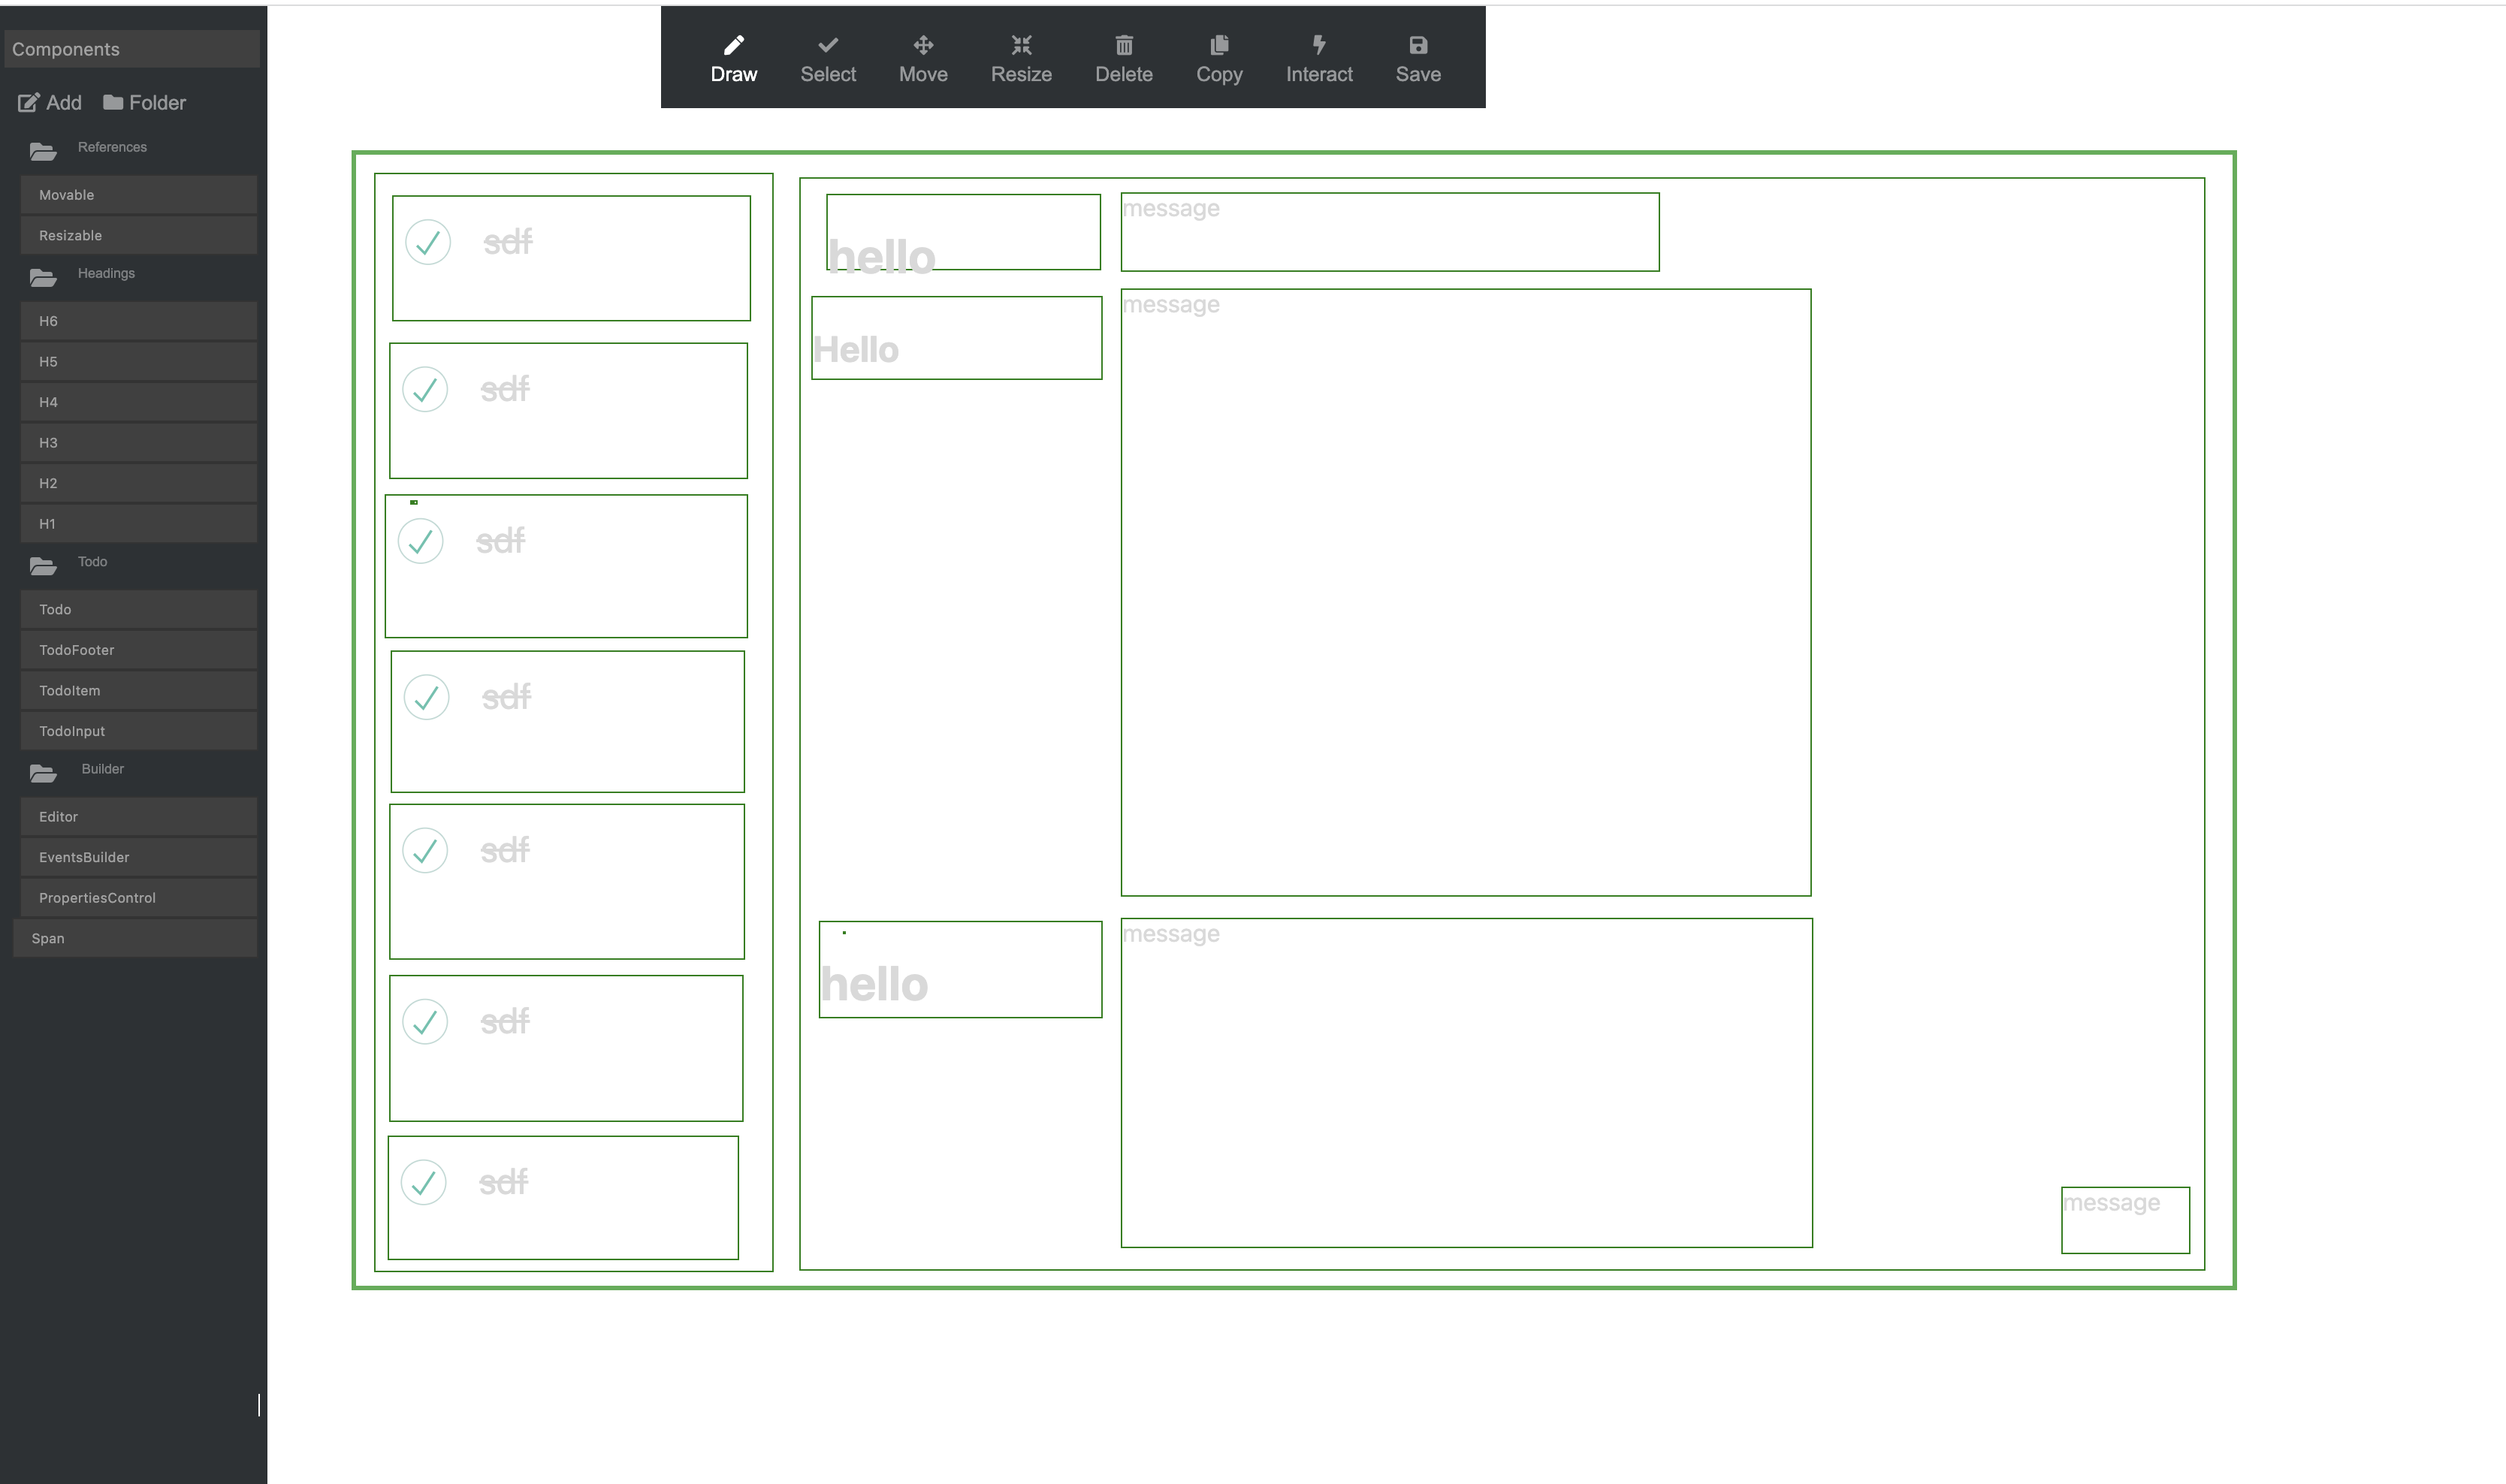 Components
Add Folder
References
Movable
Resizable
Headings
H6
H5
H4
H3
H2
H1
Todo
Todo
TodoFooter
TodoItem
TodoInput
Builder
Editor
EventsBuilder
PropertiesControl
Span
Draw Select Move Resize Delete Copy Interact Save
sdf
sdf
sdf
sdf
sdf
sdf
sdf
hello
message
Hello
message
hello
message
message